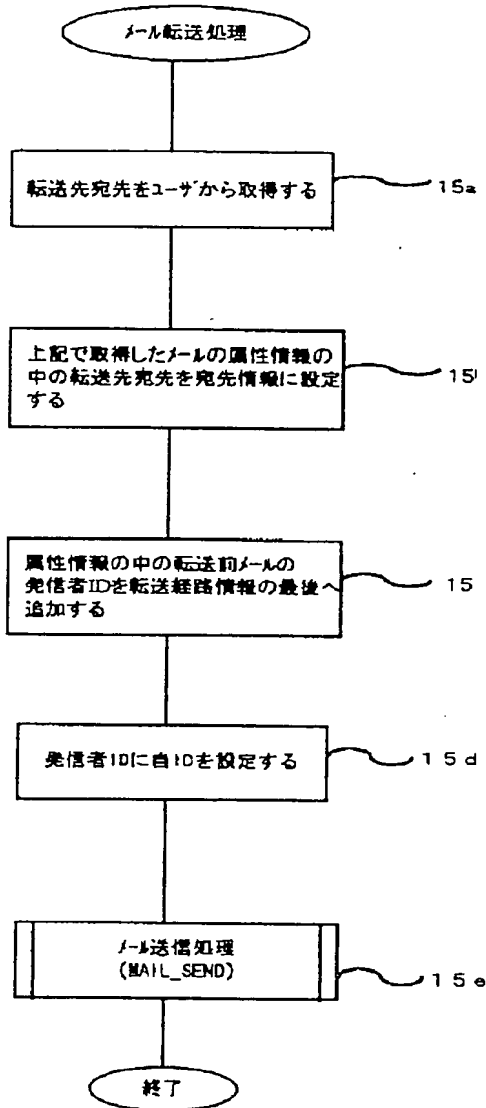 メール転送処理
転送先宛先をユーザから取得する
15a
上記で取得したメールの属性情報の
中の転送先宛先を宛先情報に設定
する
15
属性情報の中の転送前メールの
発信者IDを転送経路情報の最後へ
追加する
15
発信者IDに自IDを設定する
15d
メール送信処理
(MAIL_SEND)
15e
終了